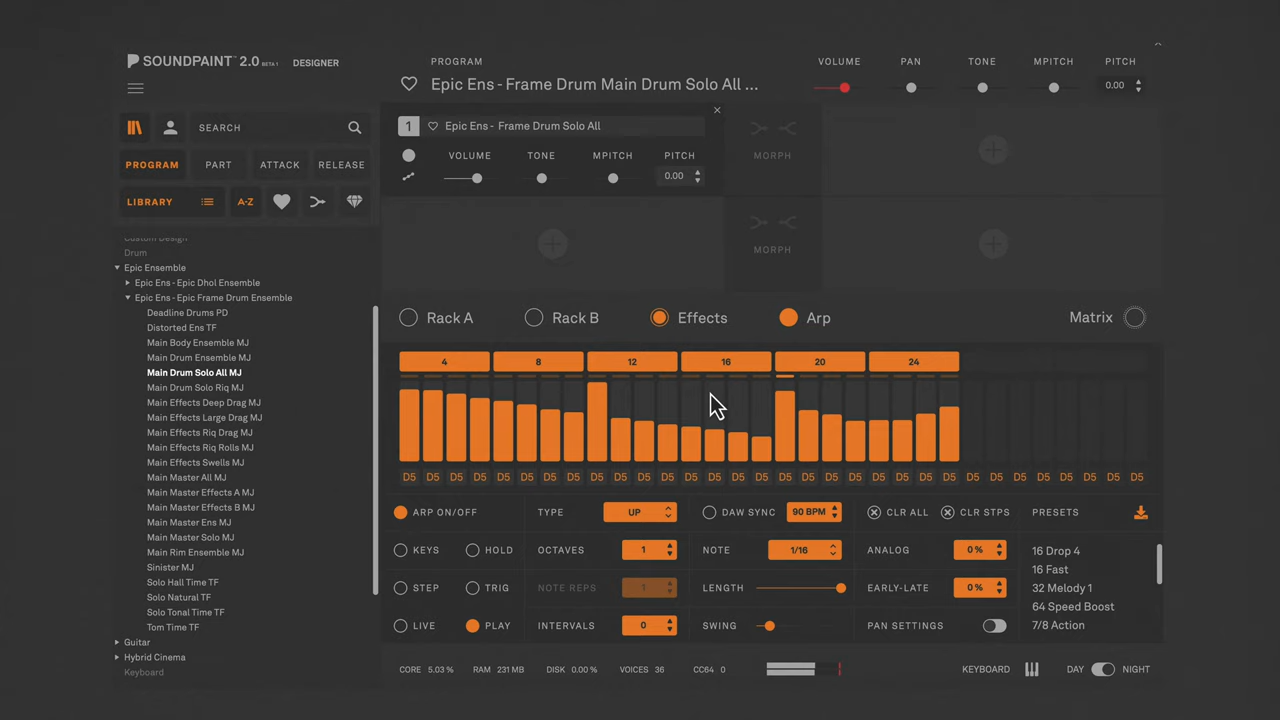 SOUNDPAINT™ 2.0 BETA 1 DESIGNER
PROGRAM
Epic Ens - Frame Drum Main Drum Solo All ...
VOLUME PAN TONE MPITCH PITCH
0.00
SEARCH
PROGRAM PART ATTACK RELEASE
LIBRARY A-Z
Custom Design
Drum
Epic Ensemble
Epic Ens - Epic Dhol Ensemble
Epic Ens - Epic Frame Drum Ensemble
Deadline Drums PD
Distorted Ens TF
Main Body Ensemble MJ
Main Drum Ensemble MJ
Main Drum Solo All MJ
Main Drum Solo Riq MJ
Main Effects Deep Drag MJ
Main Effects Large Drag MJ
Main Effects Riq Drag MJ
Main Effects Riq Rolls MJ
Main Effects Swells MJ
Main Master All MJ
Main Master Effects A MJ
Main Master Effects B MJ
Main Master Ens MJ
Main Master Solo MJ
Main Rim Ensemble MJ
Sinister MJ
Solo Hall Time TF
Solo Natural TF
Solo Tonal Time TF
Tom Time TF
Guitar
Hybrid Cinema
Keyboard
1 Epic Ens - Frame Drum Solo All
VOLUME TONE MPITCH PITCH
0.00
MORPH
MORPH
Rack A Rack B Effects Arp Matrix
4 8 12 16 20 24
D5 D5 D5 D5 D5 D5 D5 D5 D5 D5 D5 D5 D5 D5 D5 D5 D5 D5 D5 D5 D5 D5 D5 D5 D5 D5 D5 D5 D5 D5 D5 D5
ARP ON/OFF TYPE UP DAW SYNC 90 BPM CLR ALL CLR STPS PRESETS
KEYS HOLD OCTAVES 1 NOTE 1/16 ANALOG 0 %
STEP TRIG NOTE REPS 1 LENGTH EARLY-LATE 0 %
LIVE PLAY INTERVALS 0 SWING PAN SETTINGS
16 Drop 4
16 Fast
32 Melody 1
64 Speed Boost
7/8 Action
CORE 5.03 % RAM 231 MB DISK 0.00 % VOICES 36 CC64 0 KEYBOARD DAY NIGHT